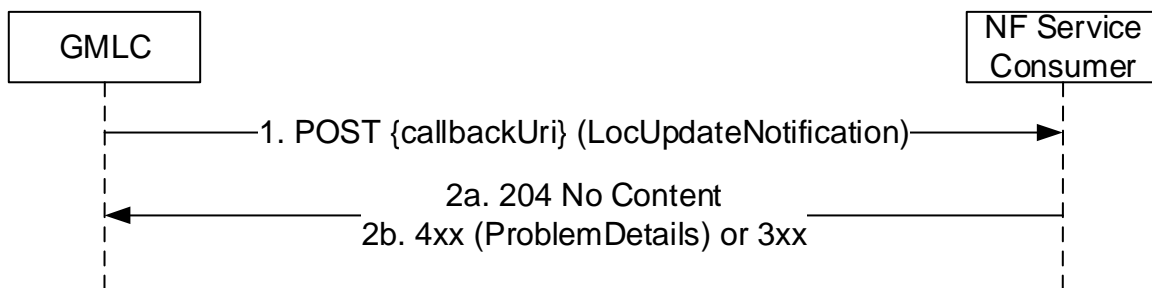 GMLC
NF Service
Consumer
1. POST {callbackUri} (LocUpdateNotification)
2a. 204 No Content
2b. 4xx (ProblemDetails) or 3xx